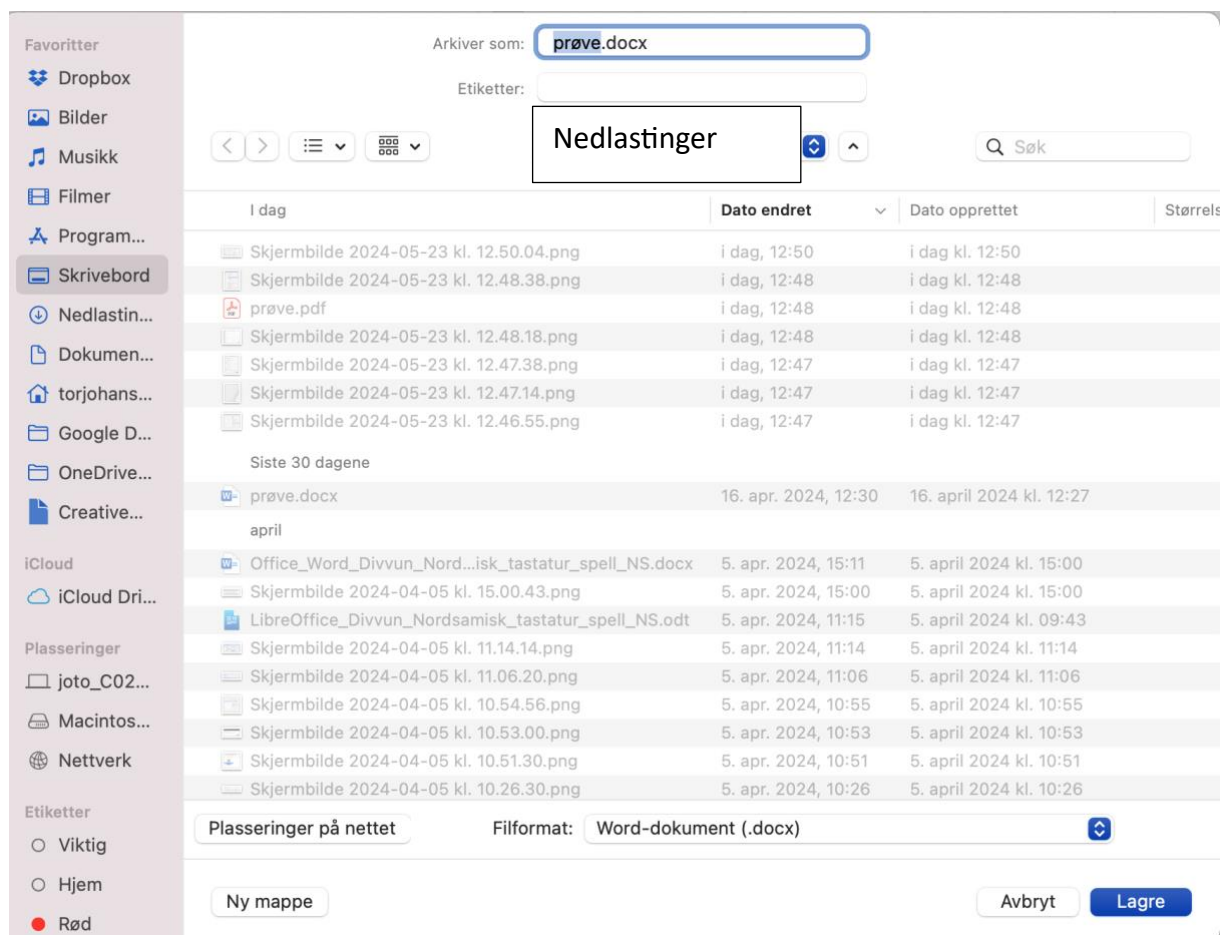 Favoritter
Dropbox
Bilder
Musikk
Filmer
Program...
Skrivebord
Nedlastin...
Dokumen...
torjohans...
Google D...
OneDrive...
Creative...
iCloud
iCloud Dri...
Plasseringer
joto_C02...
Macintos...
Nettverk
Etiketter
Viktig
Hjem
Rød
Arkiver som: prøve.docx
Etiketter:
Nedlastinger
Søk
I dag Dato endret Dato opprettet Størrels
Skjermbilde 2024-05-23 kl. 12.50.04.png i dag, 12:50 i dag kl. 12:50
Skjermbilde 2024-05-23 kl. 12.48.38.png i dag, 12:48 i dag kl. 12:48
prøve.pdf i dag, 12:48 i dag kl. 12:48
Skjermbilde 2024-05-23 kl. 12.48.18.png i dag, 12:48 i dag kl. 12:48
Skjermbilde 2024-05-23 kl. 12.47.38.png i dag, 12:47 i dag kl. 12:47
Skjermbilde 2024-05-23 kl. 12.47.14.png i dag, 12:47 i dag kl. 12:47
Skjermbilde 2024-05-23 kl. 12.46.55.png i dag, 12:47 i dag kl. 12:47
Siste 30 dagene
prøve.docx 16. apr. 2024, 12:30 16. april 2024 kl. 12:27
april
Office_Word_Divvun_Nord...isk_tastatur_spell_NS.docx 5. apr. 2024, 15:11 5. april 2024 kl. 15:00
Skjermbilde 2024-04-05 kl. 15.00.43.png 5. apr. 2024, 15:00 5. april 2024 kl. 15:00
LibreOffice_Divvun_Nordsamisk_tastatur_spell_NS.odt 5. apr. 2024, 11:15 5. april 2024 kl. 09:43
Skjermbilde 2024-04-05 kl. 11.14.14.png 5. apr. 2024, 11:14 5. april 2024 kl. 11:14
Skjermbilde 2024-04-05 kl. 11.06.20.png 5. apr. 2024, 11:06 5. april 2024 kl. 11:06
Skjermbilde 2024-04-05 kl. 10.54.56.png 5. apr. 2024, 10:55 5. april 2024 kl. 10:55
Skjermbilde 2024-04-05 kl. 10.53.00.png 5. apr. 2024, 10:53 5. april 2024 kl. 10:53
Skjermbilde 2024-04-05 kl. 10.51.30.png 5. apr. 2024, 10:51 5. april 2024 kl. 10:51
Skjermbilde 2024-04-05 kl. 10.26.30.png 5. apr. 2024, 10:26 5. april 2024 kl. 10:26
Plasseringer på nettet Filformat: Word-dokument (.docx)
Ny mappe Avbryt Lagre